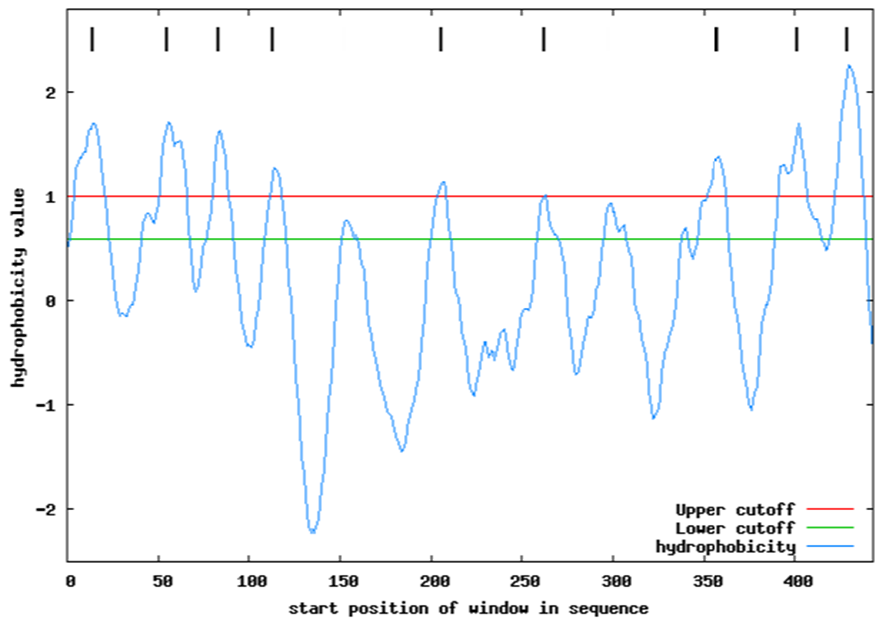 2
1
0
-1
-2
hydrophobicity value
Upper cutoff
Lower cutoff
hydrophobicity
0 50 100 150 200 250 300 350 400
start position of window in sequence